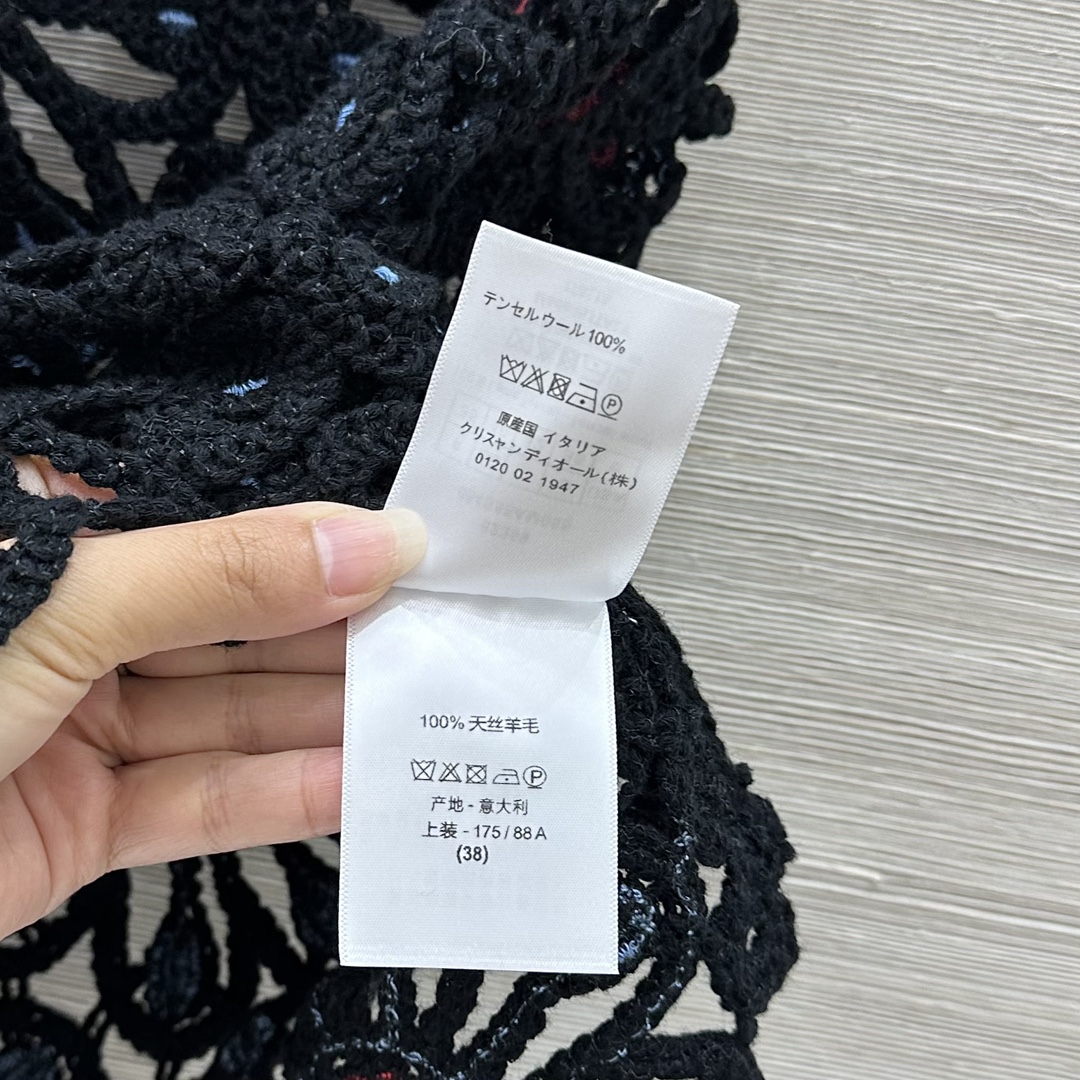 テンセルウール100%
原産国 イタリア
クリスャンディオール(株)
0120 02 1947
100% 天丝羊毛
P
产地 - 意大利
上装 - 175 / 88 A
(38)